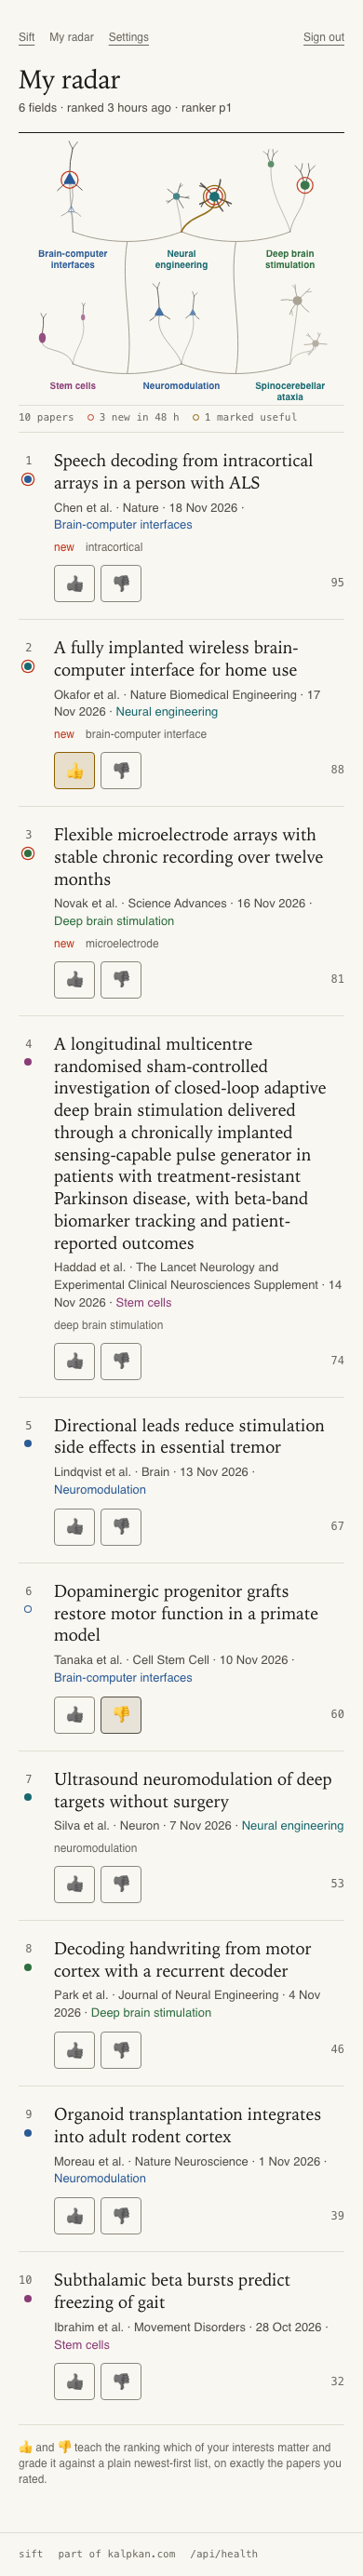 Sift My radar Settings Sign out
My radar
6 fields · ranked 3 hours ago · ranker p1
Brain-computer interfaces
Neural engineering
Deep brain stimulation
Stem cells
Neuromodulation
Spinocerebellar ataxia
10 papers 3 new in 48 h 1 marked useful
1
Speech decoding from intracortical
arrays in a person with ALS
Chen et al. · Nature · 18 Nov 2026 ·
Brain-computer interfaces
new intracortical
👍 👎 95
2
A fully implanted wireless brain-
computer interface for home use
Okafor et al. · Nature Biomedical Engineering · 17
Nov 2026 · Neural engineering
new brain-computer interface
👍 👎 88
3
Flexible microelectrode arrays with
stable chronic recording over twelve
months
Novak et al. · Science Advances · 16 Nov 2026 ·
Deep brain stimulation
new microelectrode
👍 👎 81
4
A longitudinal multicentre
randomised sham-controlled
investigation of closed-loop adaptive
deep brain stimulation delivered
through a chronically implanted
sensing-capable pulse generator in
patients with treatment-resistant
Parkinson disease, with beta-band
biomarker tracking and patient-
reported outcomes
Haddad et al. · The Lancet Neurology and
Experimental Clinical Neurosciences Supplement · 14
Nov 2026 · Stem cells
deep brain stimulation
👍 👎 74
5
Directional leads reduce stimulation
side effects in essential tremor
Lindqvist et al. · Brain · 13 Nov 2026 ·
Neuromodulation
👍 👎 67
6
Dopaminergic progenitor grafts
restore motor function in a primate
model
Tanaka et al. · Cell Stem Cell · 10 Nov 2026 ·
Brain-computer interfaces
👍 👎 60
7
Ultrasound neuromodulation of deep
targets without surgery
Silva et al. · Neuron · 7 Nov 2026 · Neural engineering
neuromodulation
👍 👎 53
8
Decoding handwriting from motor
cortex with a recurrent decoder
Park et al. · Journal of Neural Engineering · 4 Nov
2026 · Deep brain stimulation
👍 👎 46
9
Organoid transplantation integrates
into adult rodent cortex
Moreau et al. · Nature Neuroscience · 1 Nov 2026 ·
Neuromodulation
👍 👎 39
10
Subthalamic beta bursts predict
freezing of gait
Ibrahim et al. · Movement Disorders · 28 Oct 2026 ·
Stem cells
👍 👎 32
👍 and 👎 teach the ranking which of your interests matter and
grade it against a plain newest-first list, on exactly the papers you
rated.
sift part of kalpkan.com /api/health